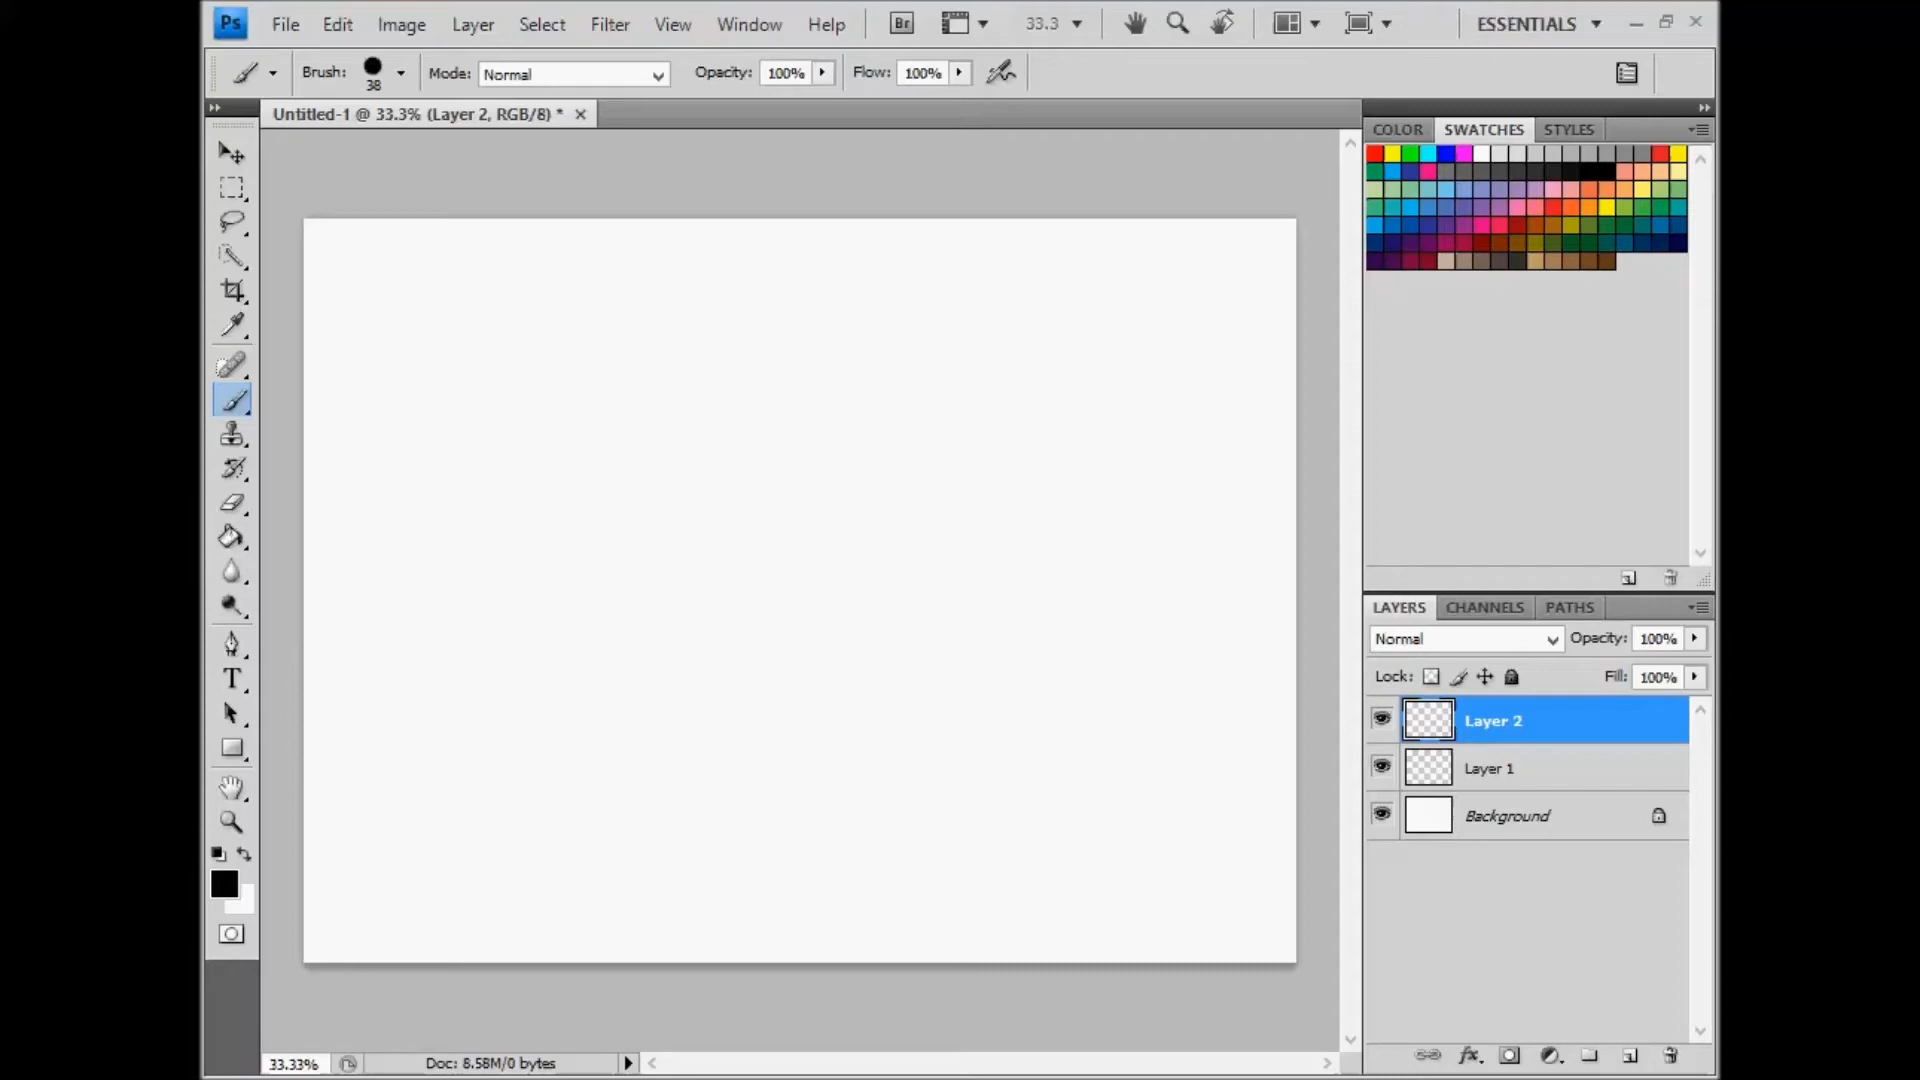 Ps File Edit Image Layer Select Filter View Window Help Br 33.3 ESSENTIALS
Brush: 38 Mode: Normal Opacity: 100% Flow: 100%
Untitled-1 @ 33.3% (Layer 2, RGB/8) *
COLOR SWATCHES STYLES
LAYERS CHANNELS PATHS
Normal Opacity: 100%
Lock: Fill: 100%
Layer 2
Layer 1
Background
33.33% Doc: 8.58M/0 bytes